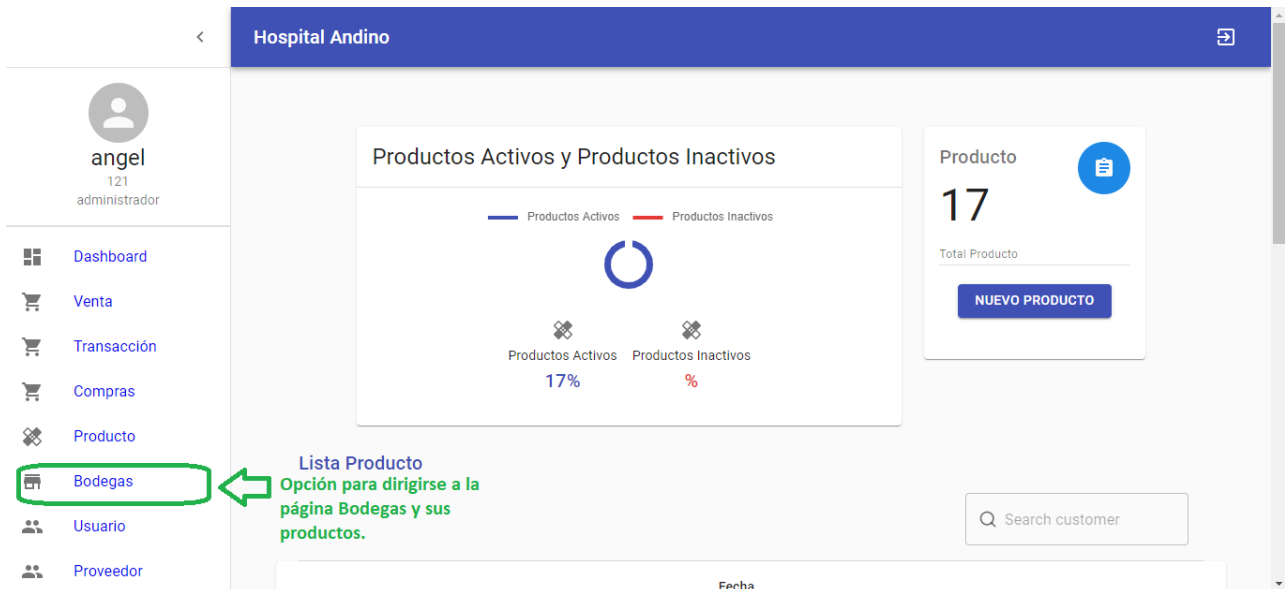 Hospital Andino
angel
121
administrador
Dashboard
Venta
Transacción
Compras
Producto
Bodegas
Usuario
Proveedor
Productos Activos y Productos Inactivos
Productos Activos Productos Inactivos
Productos Activos Productos Inactivos
17% %
Producto
17
Total Producto
NUEVO PRODUCTO
Lista Producto
Opción para dirigirse a la
página Bodegas y sus
productos.
Search customer
Fecha